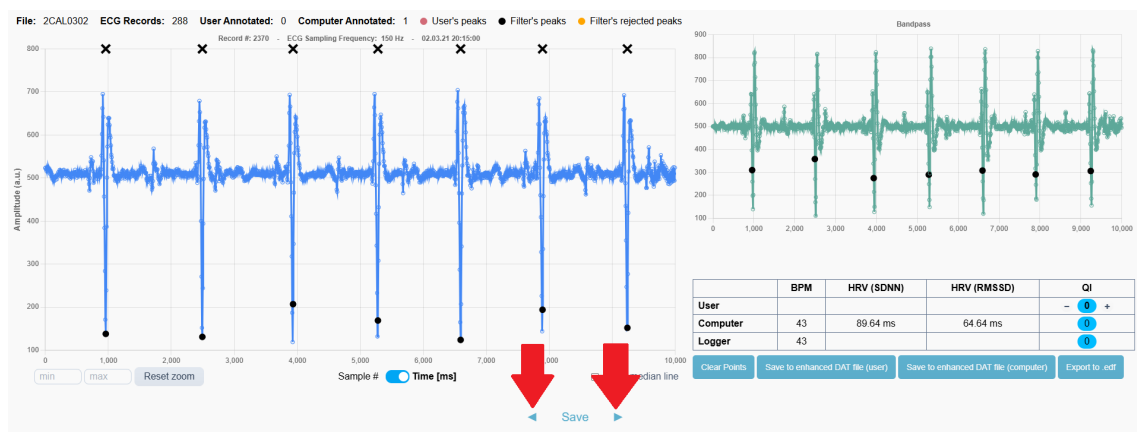 File: 2CAL0302 ECG Records: 288 User Annotated: 0 Computer Annotated: 1 User's peaks Filter's peaks Filter's rejected peaks
Record #: 2370 - ECG Sampling Frequency: 150 Hz - 02.03.21 20:15:00
Amplitude (a.u.)
800
700
600
500
400
300
200
100
0 1,000 2,000 3,000 4,000 5,000 6,000 7,000 10,000
min max Reset zoom Sample # Time [ms] dian line
◄ Save ►
Bandpass
900
800
700
600
500
400
300
200
100
0 1,000 2,000 3,000 4,000 5,000 6,000 7,000 8,000 9,000 10,000
BPM HRV (SDNN) HRV (RMSSD) QI
User − 0 +
Computer 43 89.64 ms 64.64 ms 0
Logger 43 0
Clear Points Save to enhanced DAT file (user) Save to enhanced DAT file (computer) Export to .edf